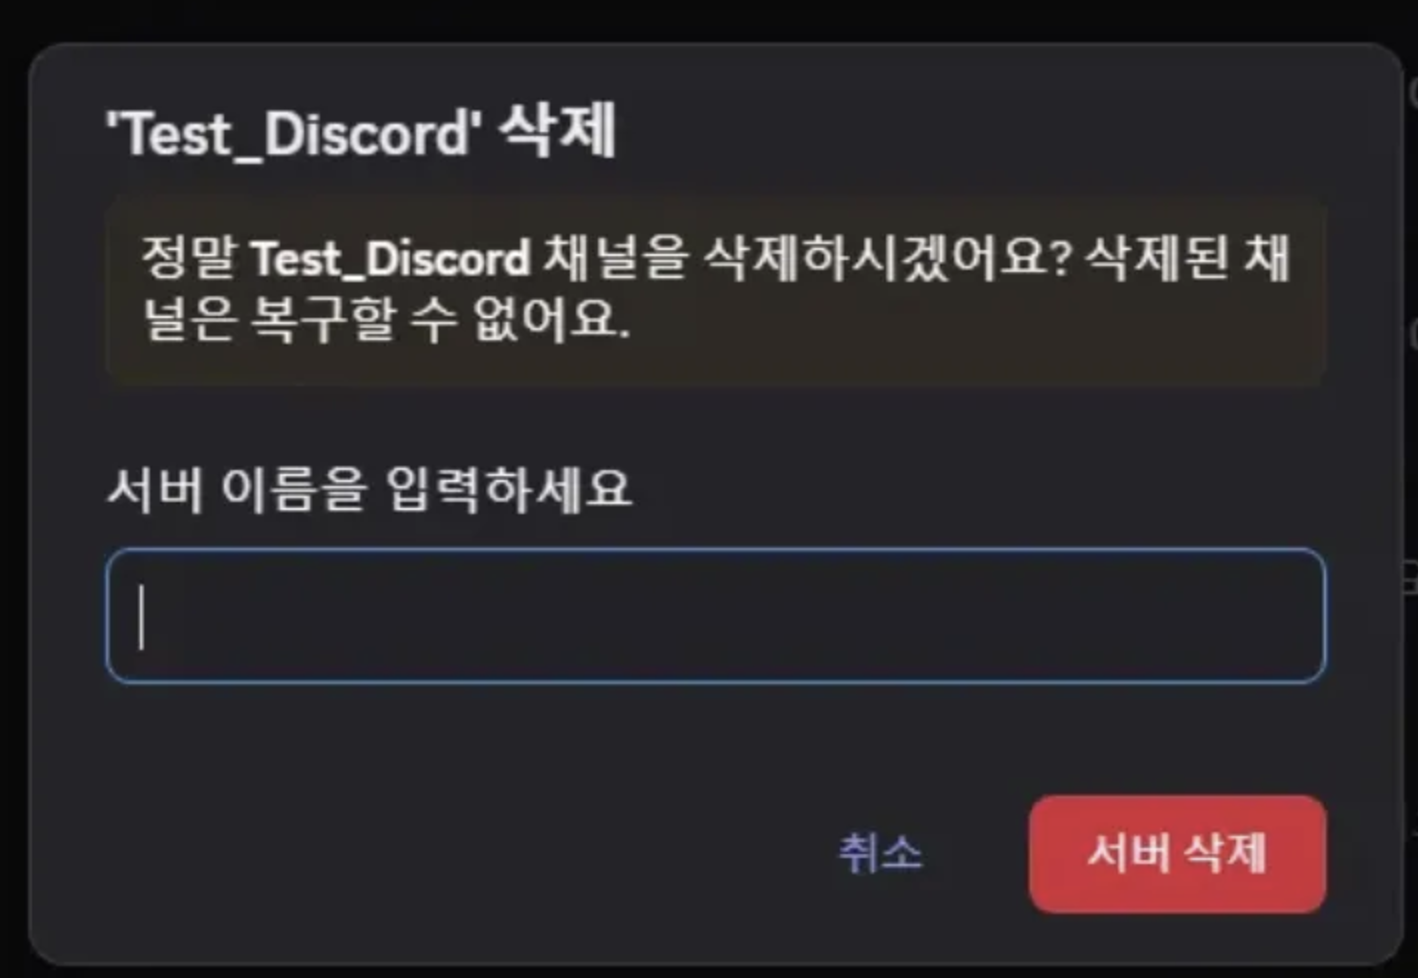 'Test_Discord' 삭제
정말 Test_Discord 채널을 삭제하시겠어요? 삭제된 채
널은 복구할 수 없어요.
서버 이름을 입력하세요
취소
서버 삭제